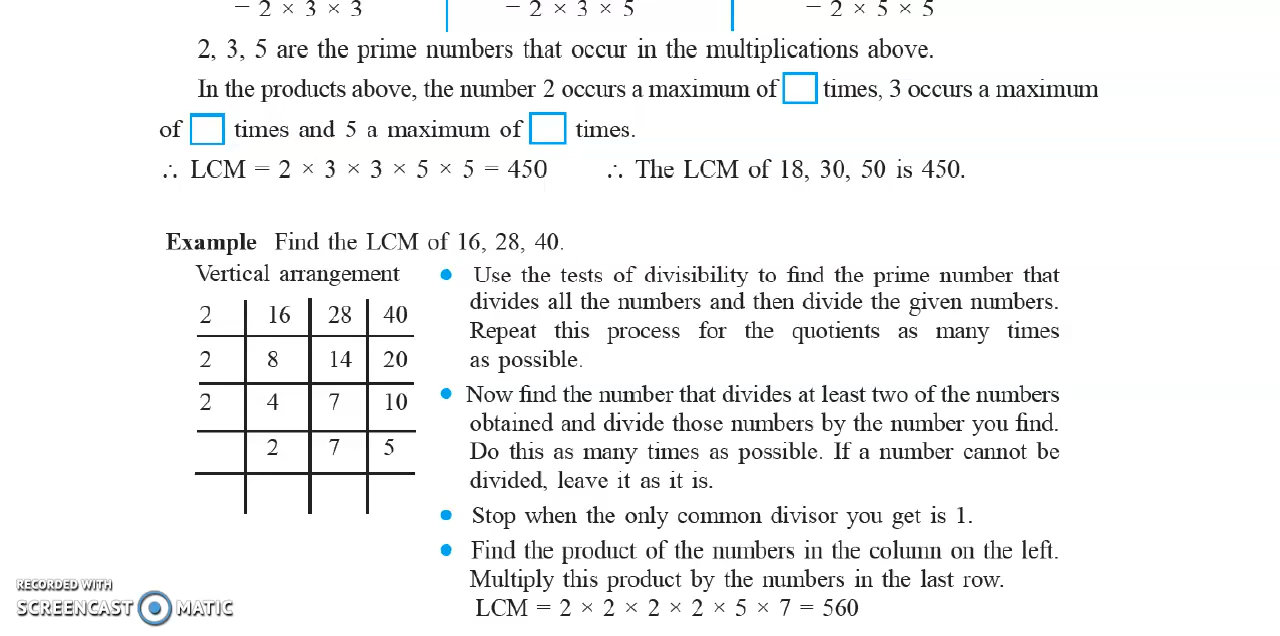 = 2 × 3 × 3 = 2 × 3 × 5 = 2 × 5 × 5
2, 3, 5 are the prime numbers that occur in the multiplications above.
In the products above, the number 2 occurs a maximum of times, 3 occurs a maximum
of times and 5 a maximum of times.
∴ LCM = 2 × 3 × 3 × 5 × 5 = 450 ∴ The LCM of 18, 30, 50 is 450.
Example Find the LCM of 16, 28, 40.
Vertical arrangement
2 16 28 40
2 8 14 20
2 4 7 10
2 7 5
• Use the tests of divisibility to find the prime number that
divides all the numbers and then divide the given numbers.
Repeat this process for the quotients as many times
as possible.
• Now find the number that divides at least two of the numbers
obtained and divide those numbers by the number you find.
Do this as many times as possible. If a number cannot be
divided, leave it as it is.
• Stop when the only common divisor you get is 1.
• Find the product of the numbers in the column on the left.
Multiply this product by the numbers in the last row.
LCM = 2 × 2 × 2 × 2 × 5 × 7 = 560
RECORDED WITH
SCREENCAST MATIC